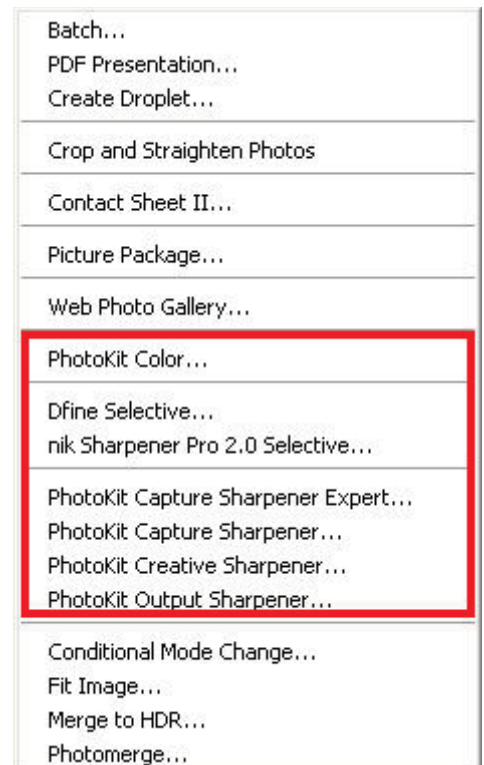 Batch...
PDF Presentation...
Create Droplet...
Crop and Straighten Photos
Contact Sheet II...
Picture Package...
Web Photo Gallery...
PhotoKit Color...
Dfine Selective...
nik Sharpener Pro 2.0 Selective...
PhotoKit Capture Sharpener Expert...
PhotoKit Capture Sharpener...
PhotoKit Creative Sharpener...
PhotoKit Output Sharpener...
Conditional Mode Change...
Fit Image...
Merge to HDR...
Photomerge...